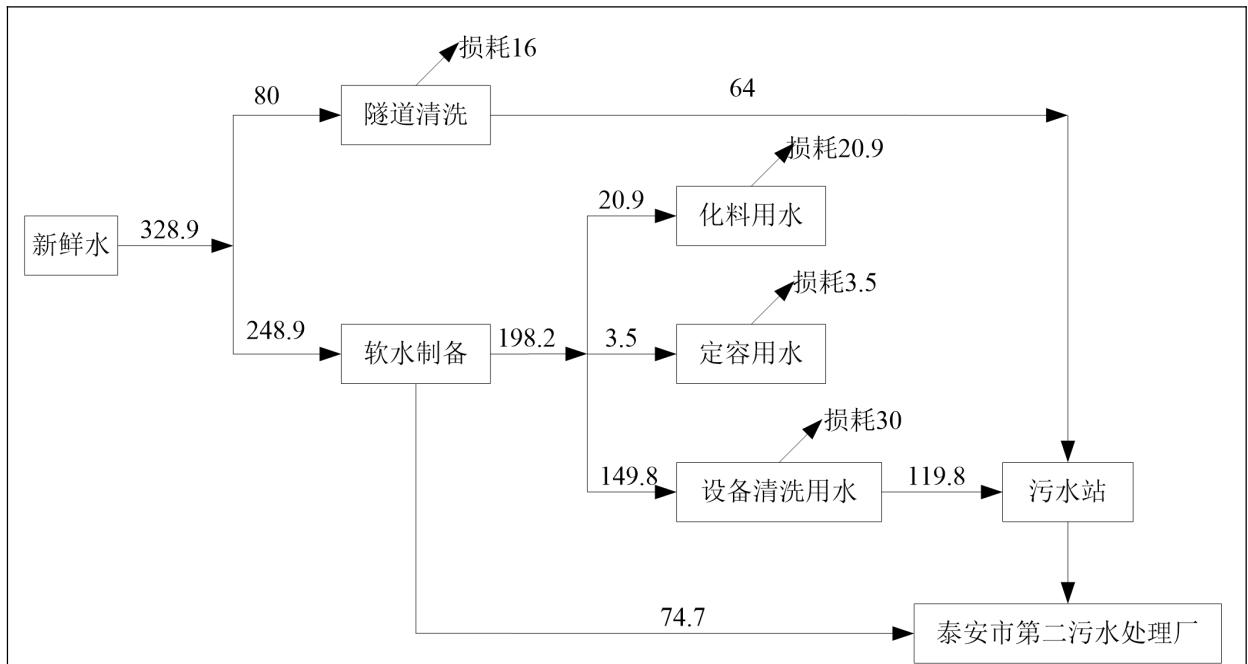 损耗16
80
隧道清洗
64
损耗20.9
20.9
化料用水
新鲜水
328.9
损耗3.5
248.9
软水制备
198.2
3.5
定容用水
损耗30
149.8
设备清洗用水
119.8
污水站
74.7
泰安市第二污水处理厂